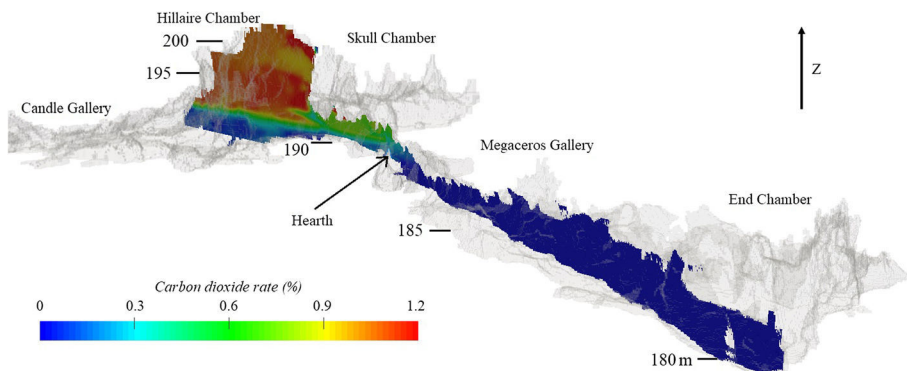 Hillaire Chamber
200
Skull Chamber
195
Z
Candle Gallery
190
Megaceros Gallery
End Chamber
Hearth
185
Carbon dioxide rate (%)
0 0.3 0.6 0.9 1.2
180 m